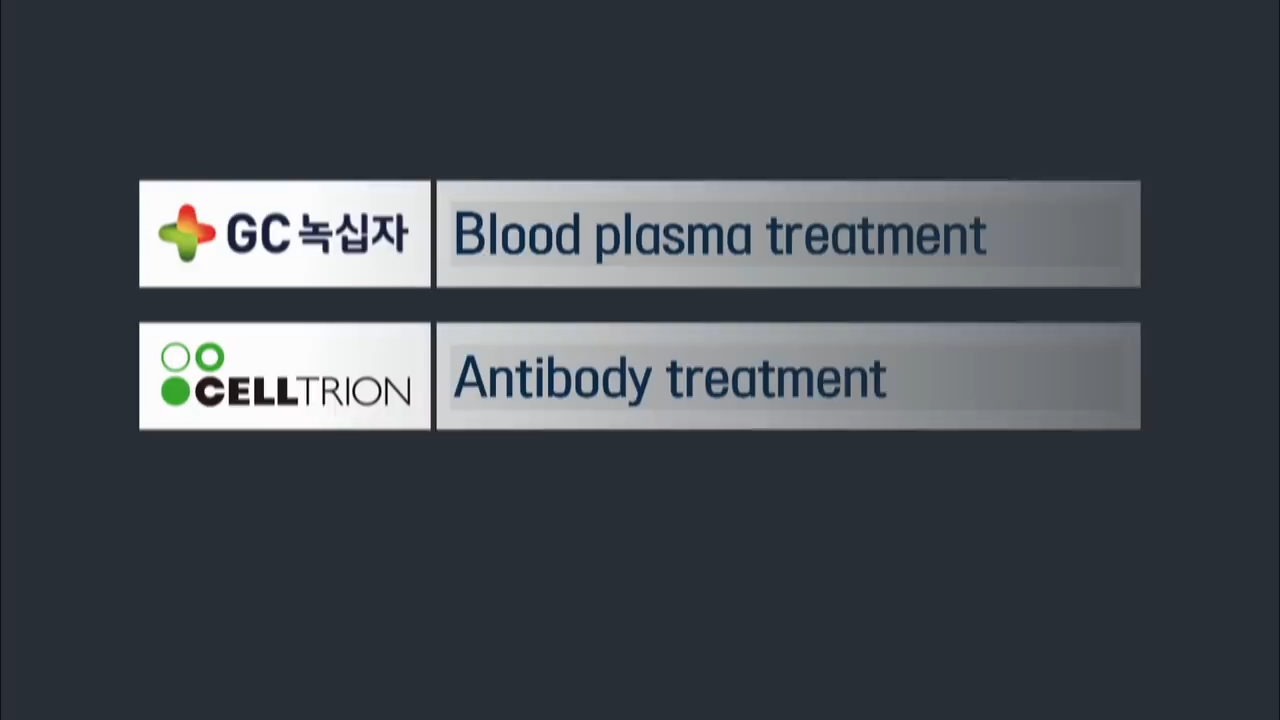 GC 녹십자
Blood plasma treatment
CELLTRION
Antibody treatment